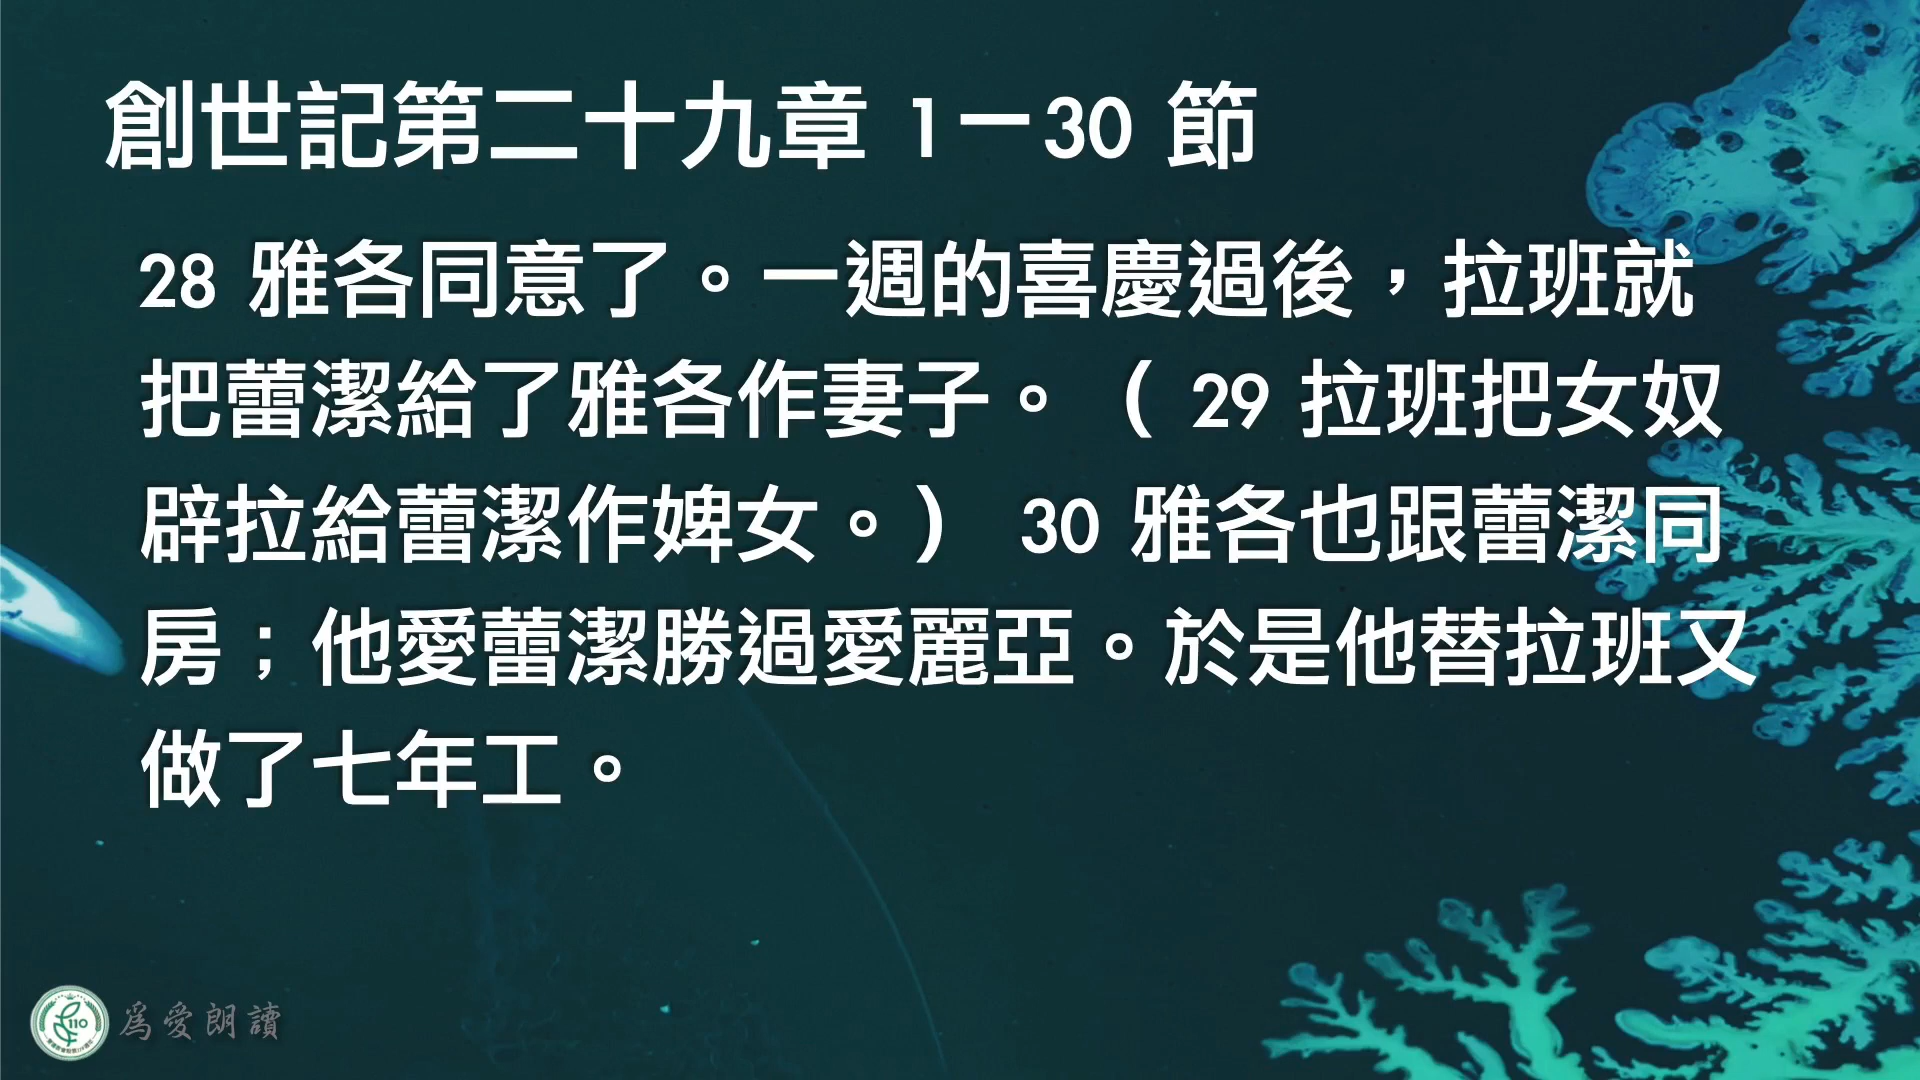 創世記第二十九章 1－30 節
28 雅各同意了。一週的喜慶過後，拉班就
把蕾潔給了雅各作妻子。（ 29 拉班把女奴
辟拉給蕾潔作婢女。） 30 雅各也跟蕾潔同
房；他愛蕾潔勝過愛麗亞。於是他替拉班又
做了七年工。
110
為愛朗讀